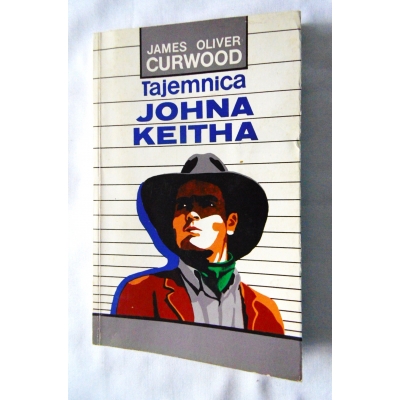 JAMES OLIVER
CURWOOD
Tajemnica
JOHNA
KEITHA